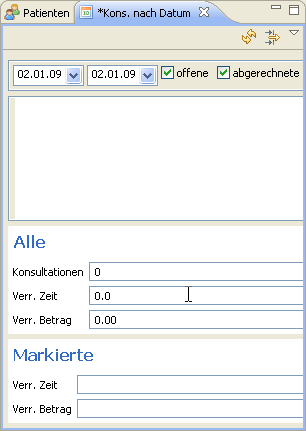 Patienten *Kons. nach Datum
02.01.09 02.01.09 offene abgerechnete
Alle
Konsultationen 0
Verr. Zeit 0.0
Verr. Betrag 0.00
Markierte
Verr. Zeit
Verr. Betrag